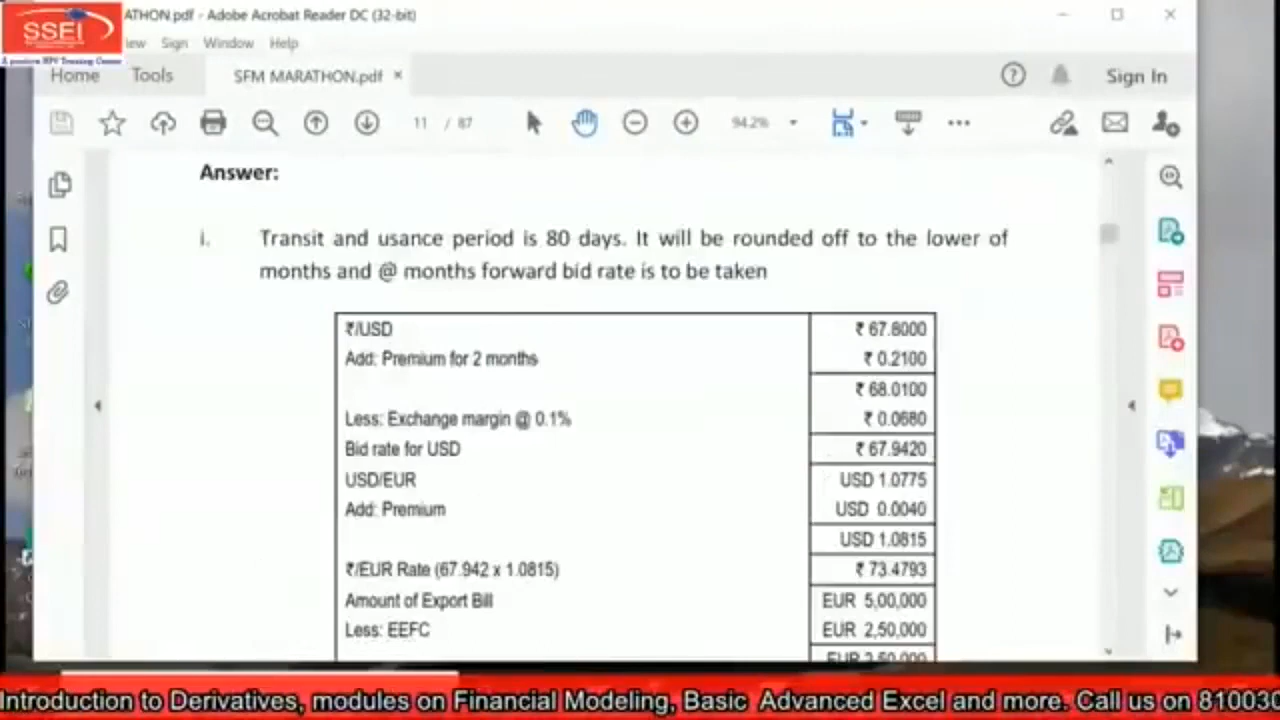 SSEI
ATHON.pdf - Adobe Acrobat Reader DC (32-bit)
iew Sign Window Help
Home Tools SFM MARATHON.pdf × Sign In
11 / 87 94.2%
Answer:
i. Transit and usance period is 80 days. It will be rounded off to the lower of
months and @ months forward bid rate is to be taken
₹/USD ₹ 67.8000
Add: Premium for 2 months ₹ 0.2100
₹ 68.0100
Less: Exchange margin @ 0.1% ₹ 0.0680
Bid rate for USD ₹ 67.9420
USD/EUR USD 1.0775
Add: Premium USD 0.0040
USD 1.0815
₹/EUR Rate (67.942 x 1.0815) ₹ 73.4793
Amount of Export Bill EUR 5,00,000
Less: EEFC EUR 2,50,000
EUR 2,50,000
Introduction to Derivatives, modules on Financial Modeling, Basic Advanced Excel and more. Call us on 810030